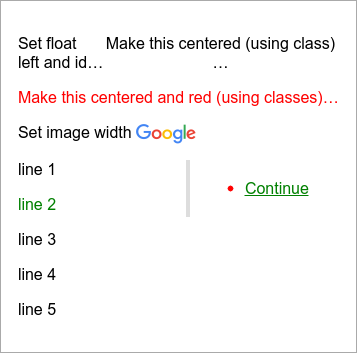 Set float
left and id…
Make this centered (using class)
…
Make this centered and red (using classes)…
Set image width Google
line 1
line 2
line 3
line 4
line 5
Continue